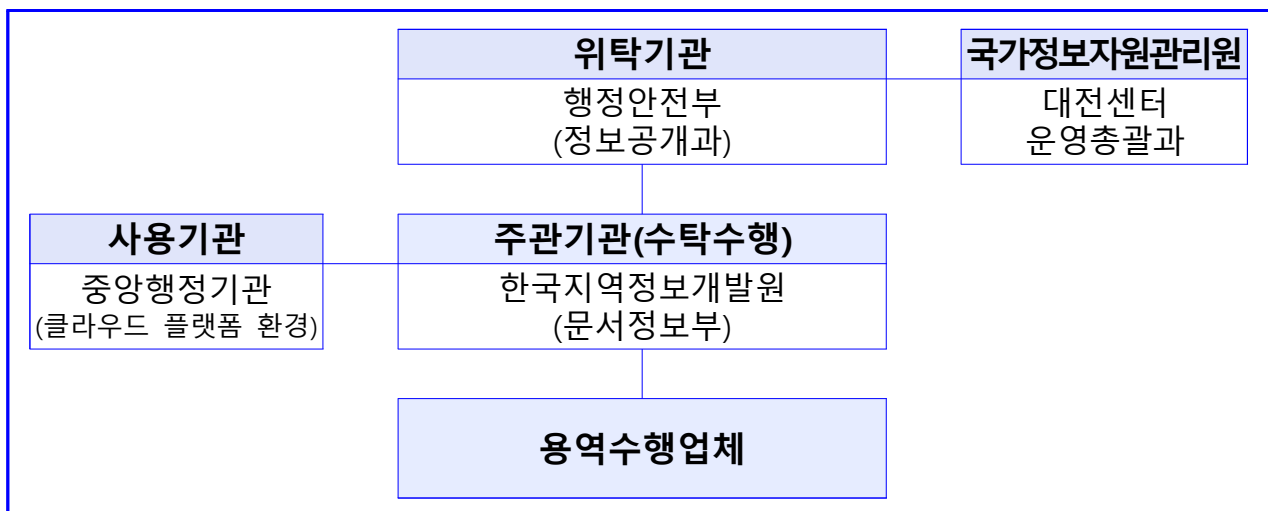 위탁기관
행정안전부
(정보공개과)
국가정보자원관리원
대전센터
운영총괄과
사용기관
중앙행정기관
(클라우드 플랫폼 환경)
주관기관(수탁수행)
한국지역정보개발원
(문서정보부)
용역수행업체